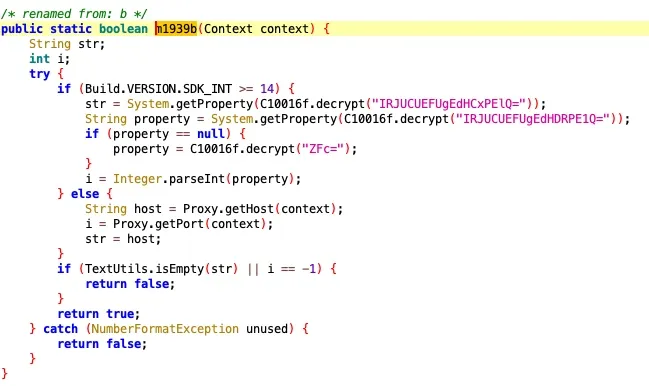 /* renamed from: b */
public static boolean m1939b(Context context) {
    String str;
    int i;
    try {
        if (Build.VERSION.SDK_INT >= 14) {
            str = System.getProperty(C10016f.decrypt("IRJUCUEFUgEdHCxPElQ="));
            String property = System.getProperty(C10016f.decrypt("IRJUCUEFUgEdHDRPE1Q="));
            if (property == null) {
                property = C10016f.decrypt("ZFc=");
            }
            i = Integer.parseInt(property);
        } else {
            String host = Proxy.getHost(context);
            i = Proxy.getPort(context);
            str = host;
        }
        if (TextUtils.isEmpty(str) || i == -1) {
            return false;
        }
        return true;
    } catch (NumberFormatException unused) {
        return false;
    }
}